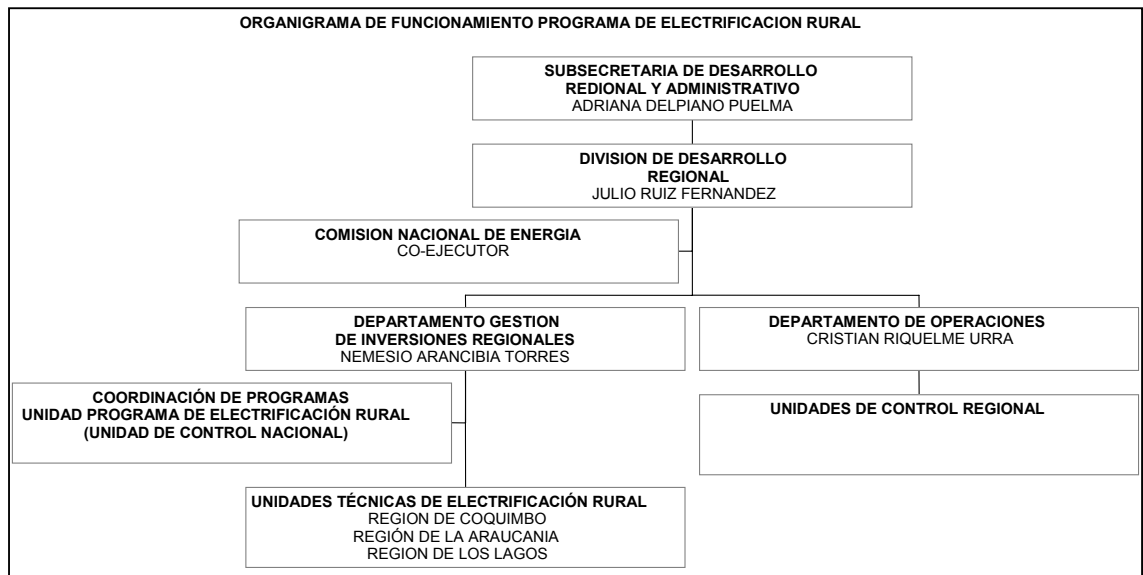 ORGANIGRAMA DE FUNCIONAMIENTO PROGRAMA DE ELECTRIFICACION RURAL
SUBSECRETARIA DE DESARROLLO
REDIONAL Y ADMINISTRATIVO
ADRIANA DELPIANO PUELMA
DIVISION DE DESARROLLO
REGIONAL
JULIO RUIZ FERNANDEZ
COMISION NACIONAL DE ENERGIA
CO-EJECUTOR
DEPARTAMENTO GESTION
DE INVERSIONES REGIONALES
NEMESIO ARANCIBIA TORRES
DEPARTAMENTO DE OPERACIONES
CRISTIAN RIQUELME URRA
COORDINACIÓN DE PROGRAMAS
UNIDAD PROGRAMA DE ELECTRIFICACIÓN RURAL
(UNIDAD DE CONTROL NACIONAL)
UNIDADES DE CONTROL REGIONAL
UNIDADES TÉCNICAS DE ELECTRIFICACIÓN RURAL
REGION DE COQUIMBO
REGIÓN DE LA ARAUCANIA
REGION DE LOS LAGOS